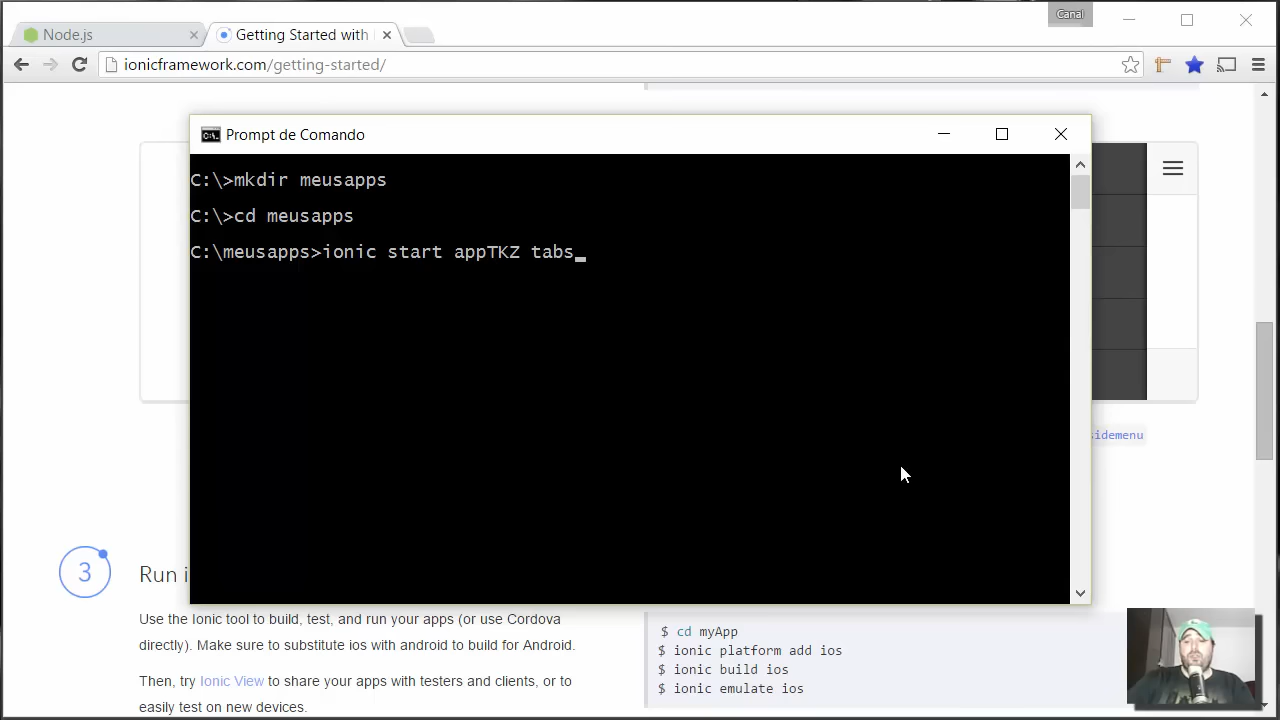 Canal
Node.js
Getting Started with
ionicframework.com/getting-started/
Prompt de Comando
C:\>mkdir meusapps
C:\>cd meusapps
C:\meusapps>ionic start appTKZ tabs
sidemenu
3
Run i
Use the Ionic tool to build, test, and run your apps (or use Cordova
directly). Make sure to substitute ios with android to build for Android.
Then, try Ionic View to share your apps with testers and clients, or to
easily test on new devices.
$ cd myApp
$ ionic platform add ios
$ ionic build ios
$ ionic emulate ios